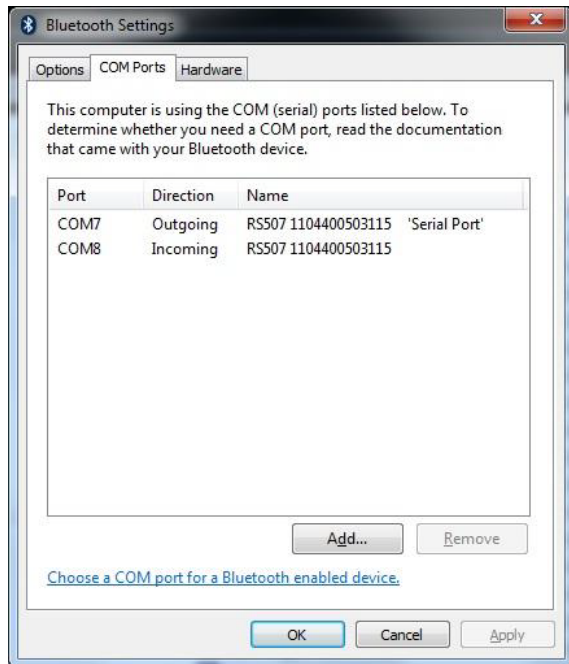 Bluetooth Settings
Options COM Ports Hardware
This computer is using the COM (serial) ports listed below. To
determine whether you need a COM port, read the documentation
that came with your Bluetooth device.
Port Direction Name
COM7 Outgoing RS507 1104400503115 'Serial Port'
COM8 Incoming RS507 1104400503115
Add... Remove
Choose a COM port for a Bluetooth enabled device.
OK Cancel Apply